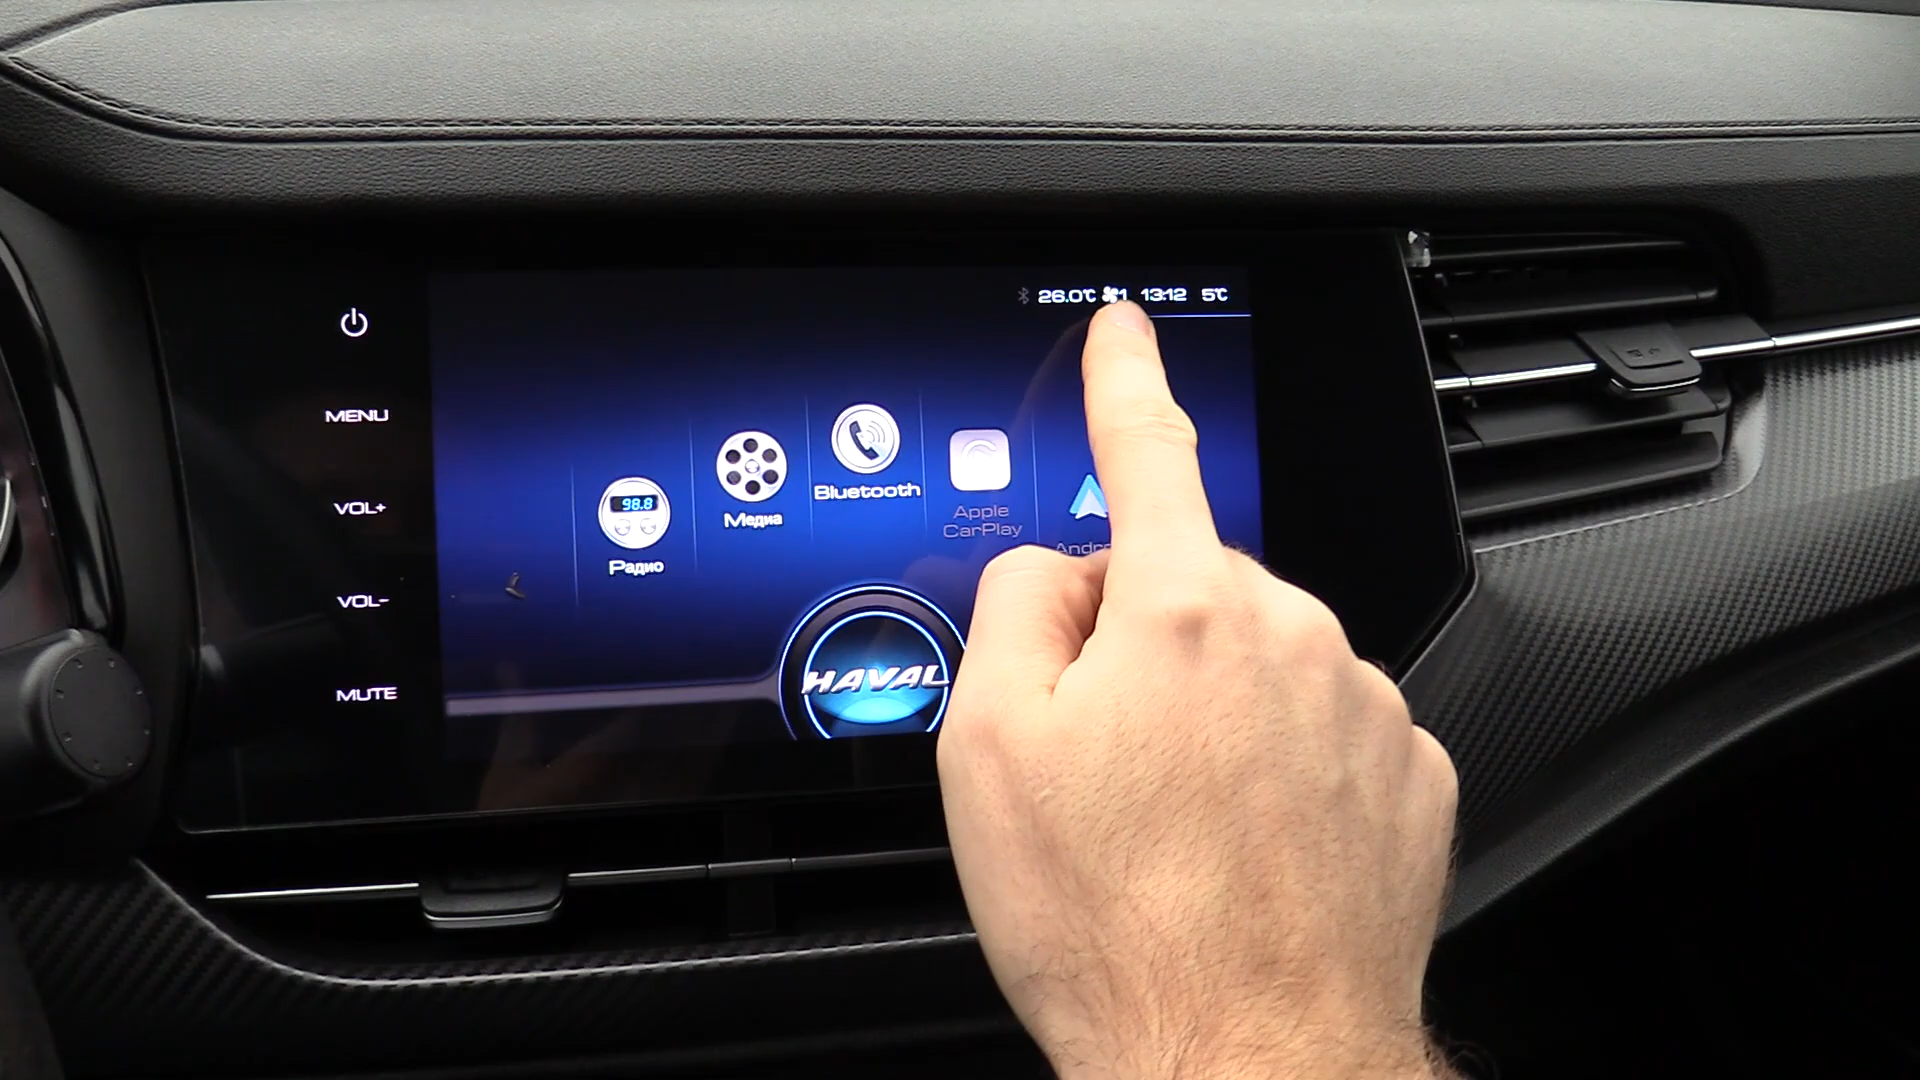 26.0℃ 1 13:12 5℃
MENU
VOL+
VOL-
MUTE
98.8
Радио
Медиа
Bluetooth
Apple
CarPlay
HAVAL